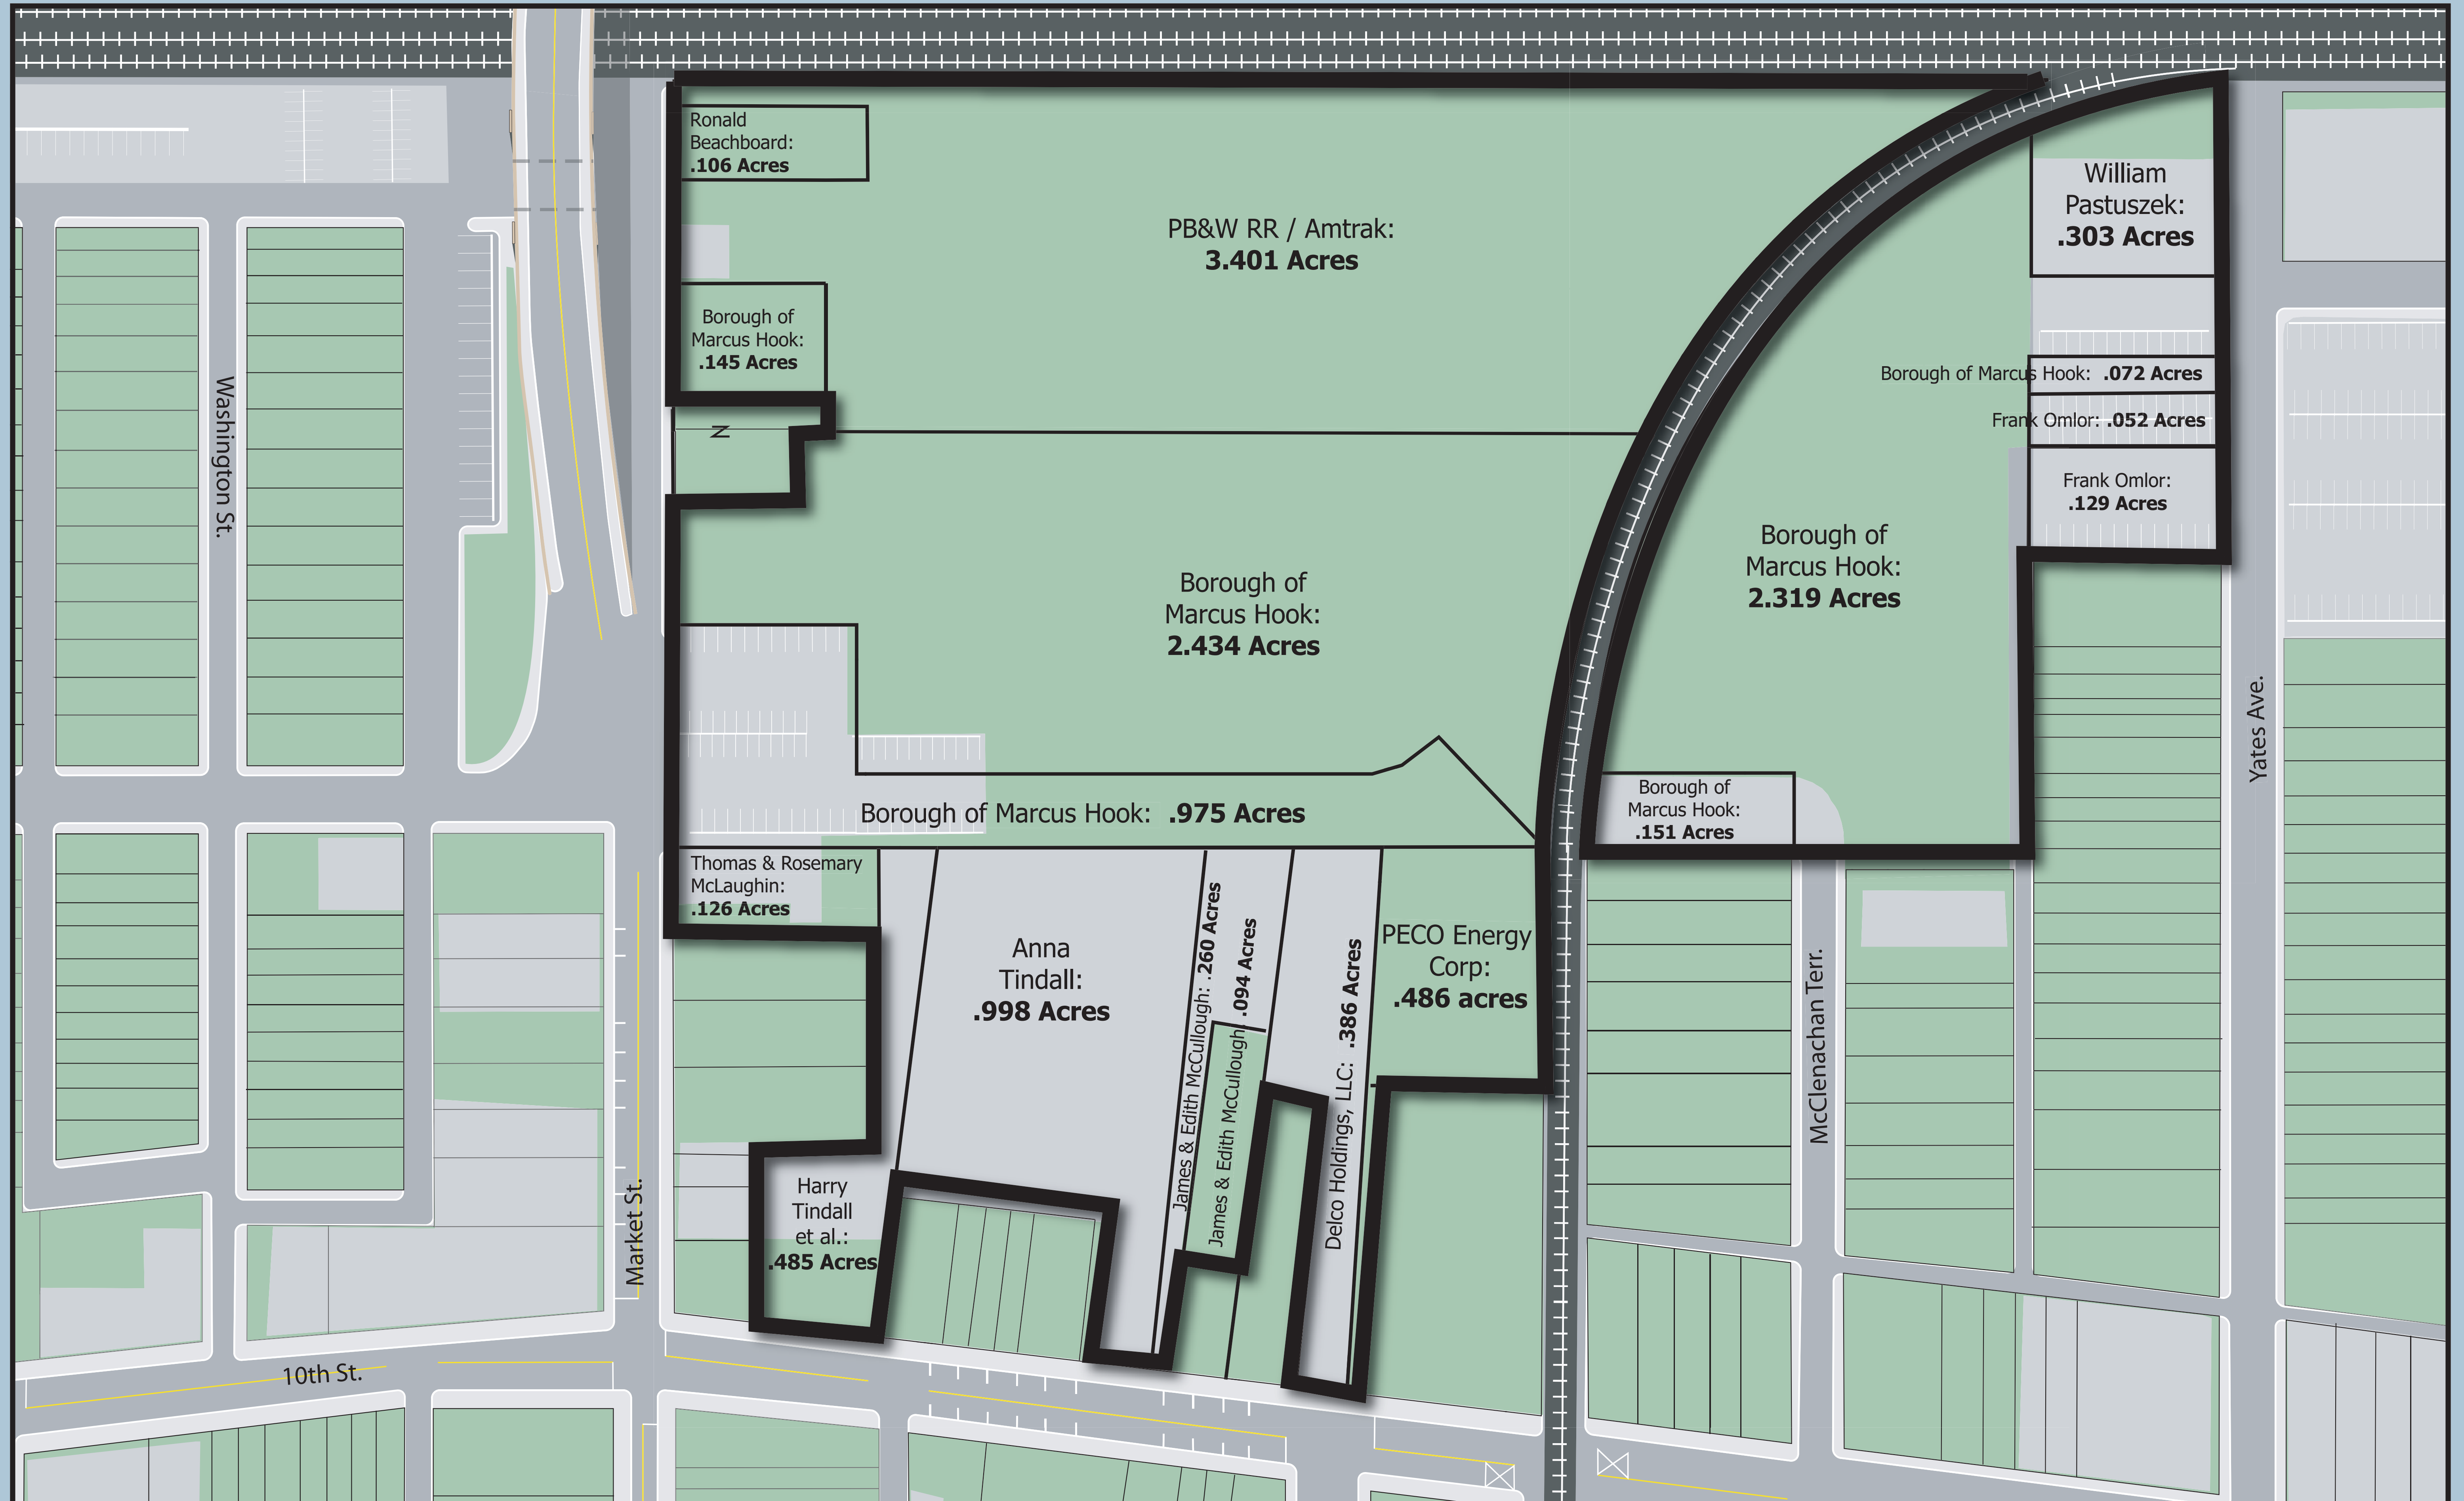 Ronald
Beachboard:
.106 Acres
PB&W RR / Amtrak:
3.401 Acres
William
Pastuszek:
.303 Acres
Borough of
Marcus Hook:
.145 Acres
Borough of Marcus Hook: .072 Acres
Frank Omlor: .052 Acres
Frank Omlor:
.129 Acres
N
Washington St.
Borough of
Marcus Hook:
2.434 Acres
Borough of
Marcus Hook:
2.319 Acres
Yates Ave.
Borough of Marcus Hook: .975 Acres
Borough of
Marcus Hook:
.151 Acres
Thomas & Rosemary
McLaughin:
.126 Acres
Anna
Tindall:
.998 Acres
James & Edith McCullough: .260 Acres
James & Edith McCullough: .094 Acres
Delco Holdings, LLC: .386 Acres
PECO Energy
Corp:
.486 acres
McClenachan Terr.
Harry
Tindall
et al.:
.485 Acres
Market St.
10th St.